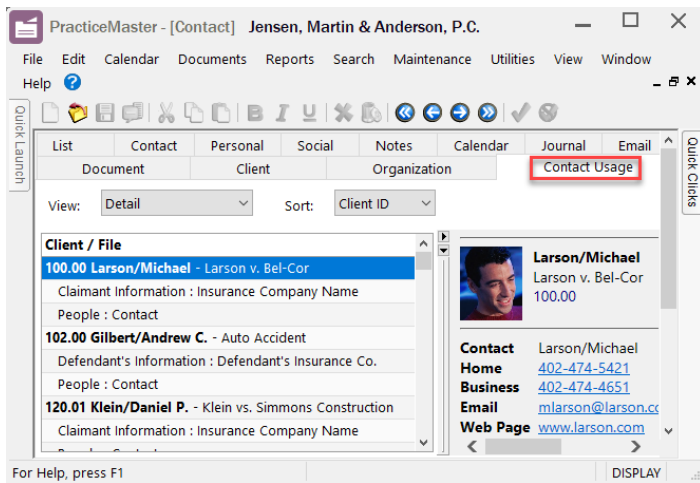 PracticeMaster - [Contact] Jensen, Martin & Anderson, P.C.
File Edit Calendar Documents Reports Search Maintenance Utilities View Window
Help
Quick Launch
B I U
List Contact Personal Social Notes Calendar Journal Email
Document Client Organization Contact Usage
Quick Clicks
View: Detail Sort: Client ID
Client / File
100.00 Larson/Michael - Larson v. Bel-Cor
Claimant Information : Insurance Company Name
People : Contact
102.00 Gilbert/Andrew C. - Auto Accident
Defendant's Information : Defendant's Insurance Co.
People : Contact
120.01 Klein/Daniel P. - Klein vs. Simmons Construction
Claimant Information : Insurance Company Name
Larson/Michael
Larson v. Bel-Cor
100.00
Contact Larson/Michael
Home 402-474-5421
Business 402-474-4651
Email mlarson@larson.co
Web Page www.larson.com
For Help, press F1 DISPLAY